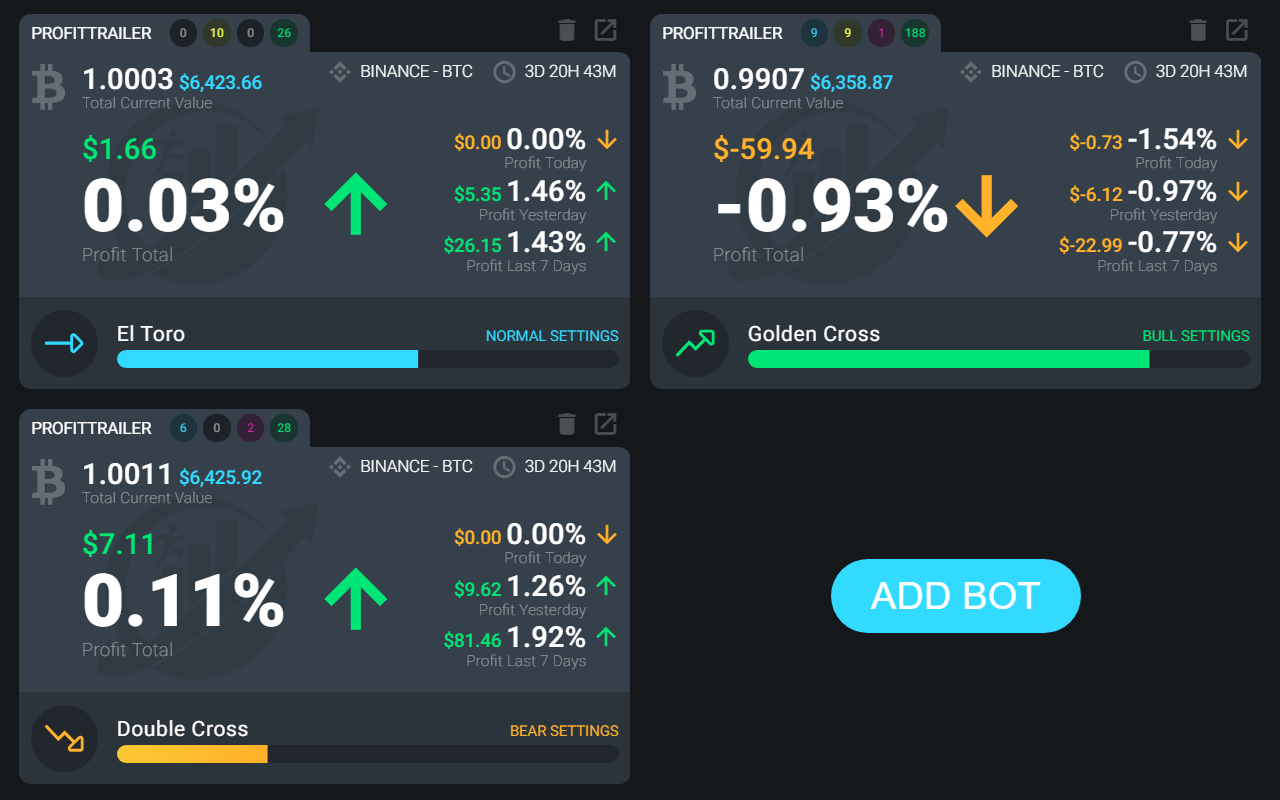 PROFITTRAILER 0 10 0 26
1.0003 $6,423.66
Total Current Value
BINANCE - BTC 3D 20H 43M
$1.66
0.03%
Profit Total
$0.00 0.00%
Profit Today
$5.35 1.46%
Profit Yesterday
$26.15 1.43%
Profit Last 7 Days
El Toro
NORMAL SETTINGS
PROFITTRAILER 9 9 1 188
0.9907 $6,358.87
Total Current Value
BINANCE - BTC 3D 20H 43M
$-59.94
-0.93%
Profit Total
$-0.73 -1.54%
Profit Today
$-6.12 -0.97%
Profit Yesterday
$-22.99 -0.77%
Profit Last 7 Days
Golden Cross
BULL SETTINGS
PROFITTRAILER 6 0 2 28
1.0011 $6,425.92
Total Current Value
BINANCE - BTC 3D 20H 43M
$7.11
0.11%
Profit Total
$0.00 0.00%
Profit Today
$9.62 1.26%
Profit Yesterday
$81.46 1.92%
Profit Last 7 Days
Double Cross
BEAR SETTINGS
ADD BOT